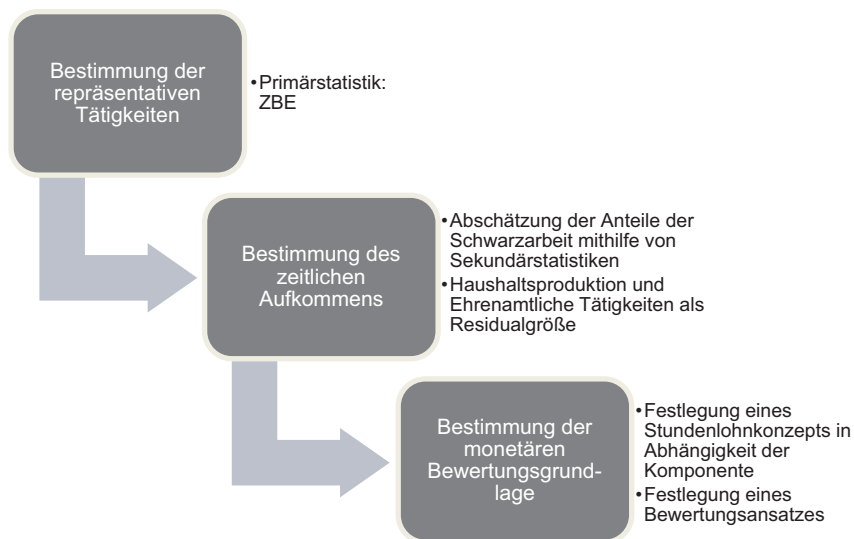 Bestimmung der
repräsentativen
Tätigkeiten
•Primärstatistik:
ZBE
Bestimmung des
zeitlichen
Aufkommens
•Abschätzung der Anteile der
Schwarzarbeit mithilfe von
Sekundärstatistiken
•Haushaltsproduktion und
Ehrenamtliche Tätigkeiten als
Residualgröße
Bestimmung der
monetären
Bewertungsgrund-
lage
•Festlegung eines
Stundenlohnkonzepts in
Abhängigkeit der
Komponente
•Festlegung eines
Bewertungsansatzes